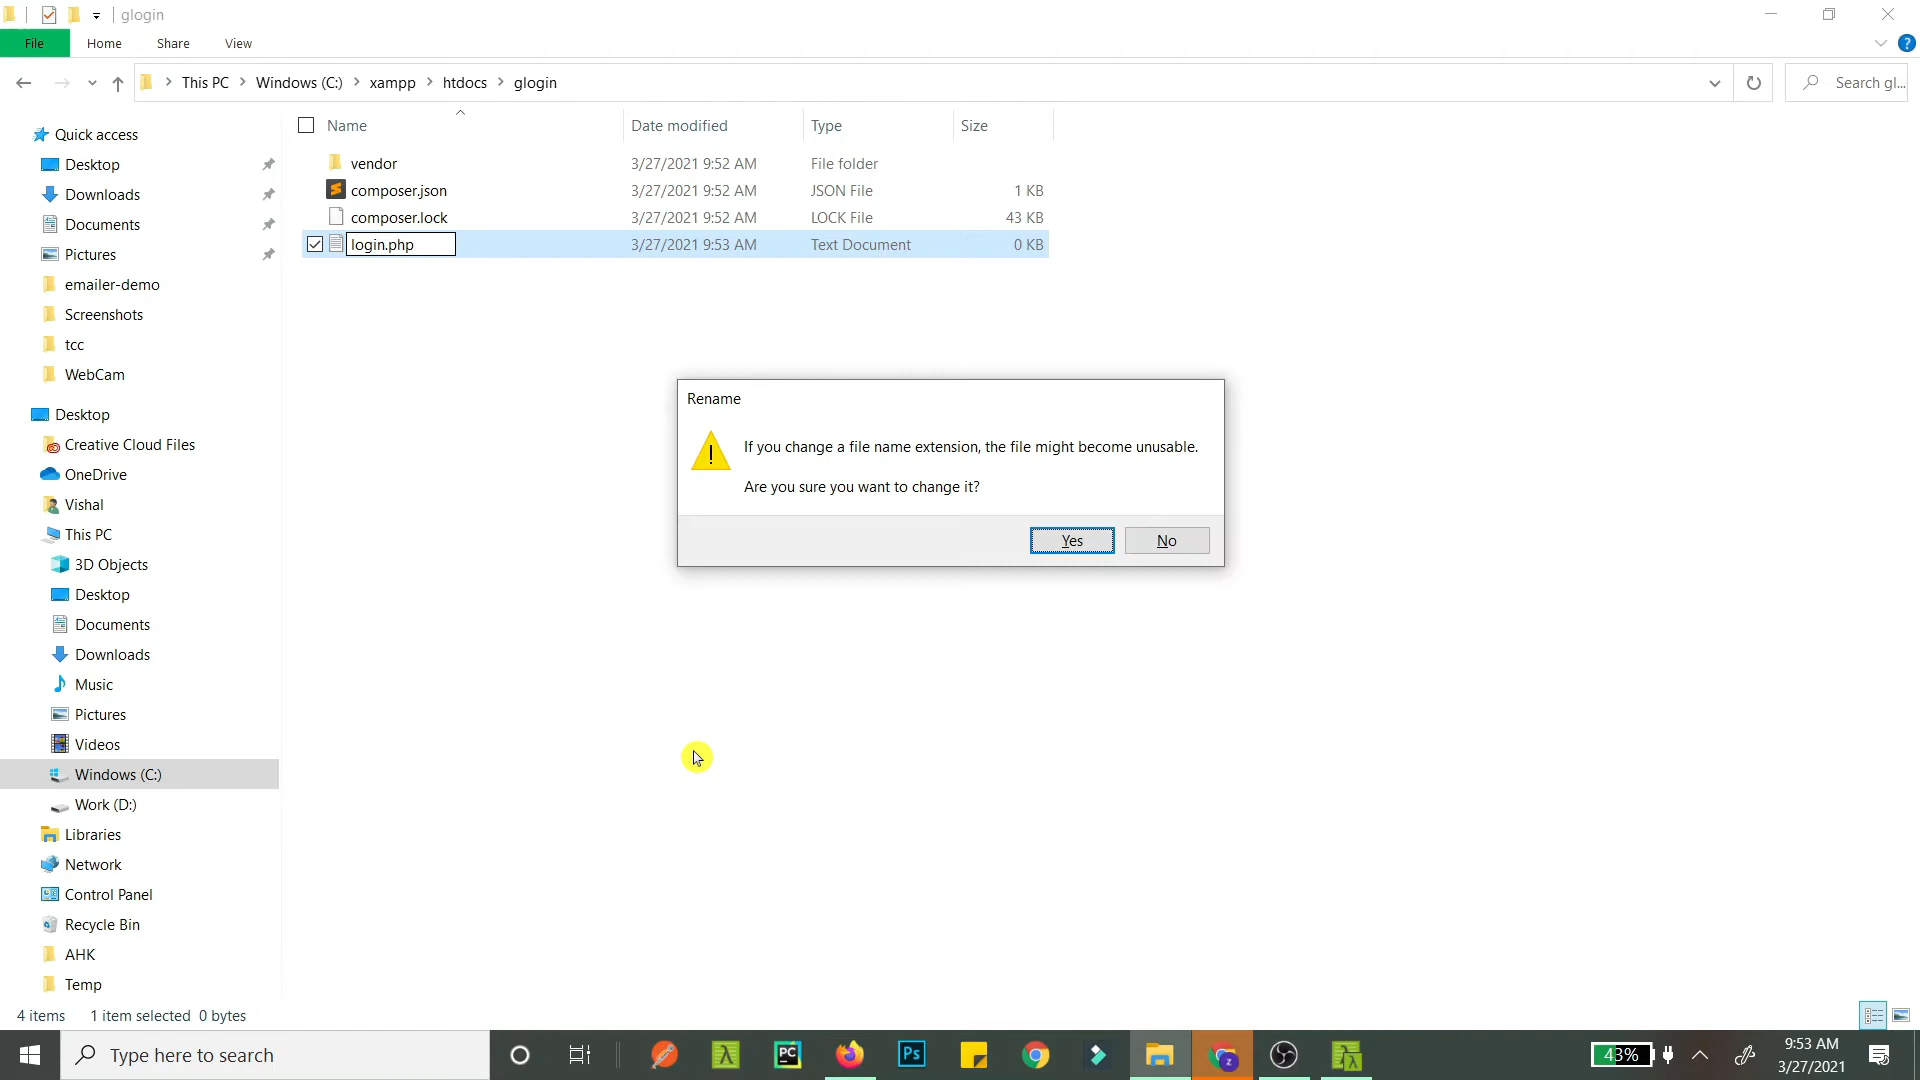 glogin
File
Home
Share
View
This PC
Windows (C:)
xampp
htdocs
glogin
Search gl...
Name
Date modified
Type
Size
Quick access
Desktop
Downloads
Documents
Pictures
emailer-demo
Screenshots
tcc
WebCam
Desktop
Creative Cloud Files
OneDrive
Vishal
This PC
3D Objects
Desktop
Documents
Downloads
Music
Pictures
Videos
Windows (C:)
Work (D:)
Libraries
Network
Control Panel
Recycle Bin
AHK
Temp
vendor 3/27/2021 9:52 AM File folder
composer.json 3/27/2021 9:52 AM JSON File 1 KB
composer.lock 3/27/2021 9:52 AM LOCK File 43 KB
login.php 3/27/2021 9:53 AM Text Document 0 KB
Rename
If you change a file name extension, the file might become unusable.
Are you sure you want to change it?
Yes
No
4 items 1 item selected 0 bytes
Type here to search
PC
Ps
z
43%
9:53 AM
3/27/2021